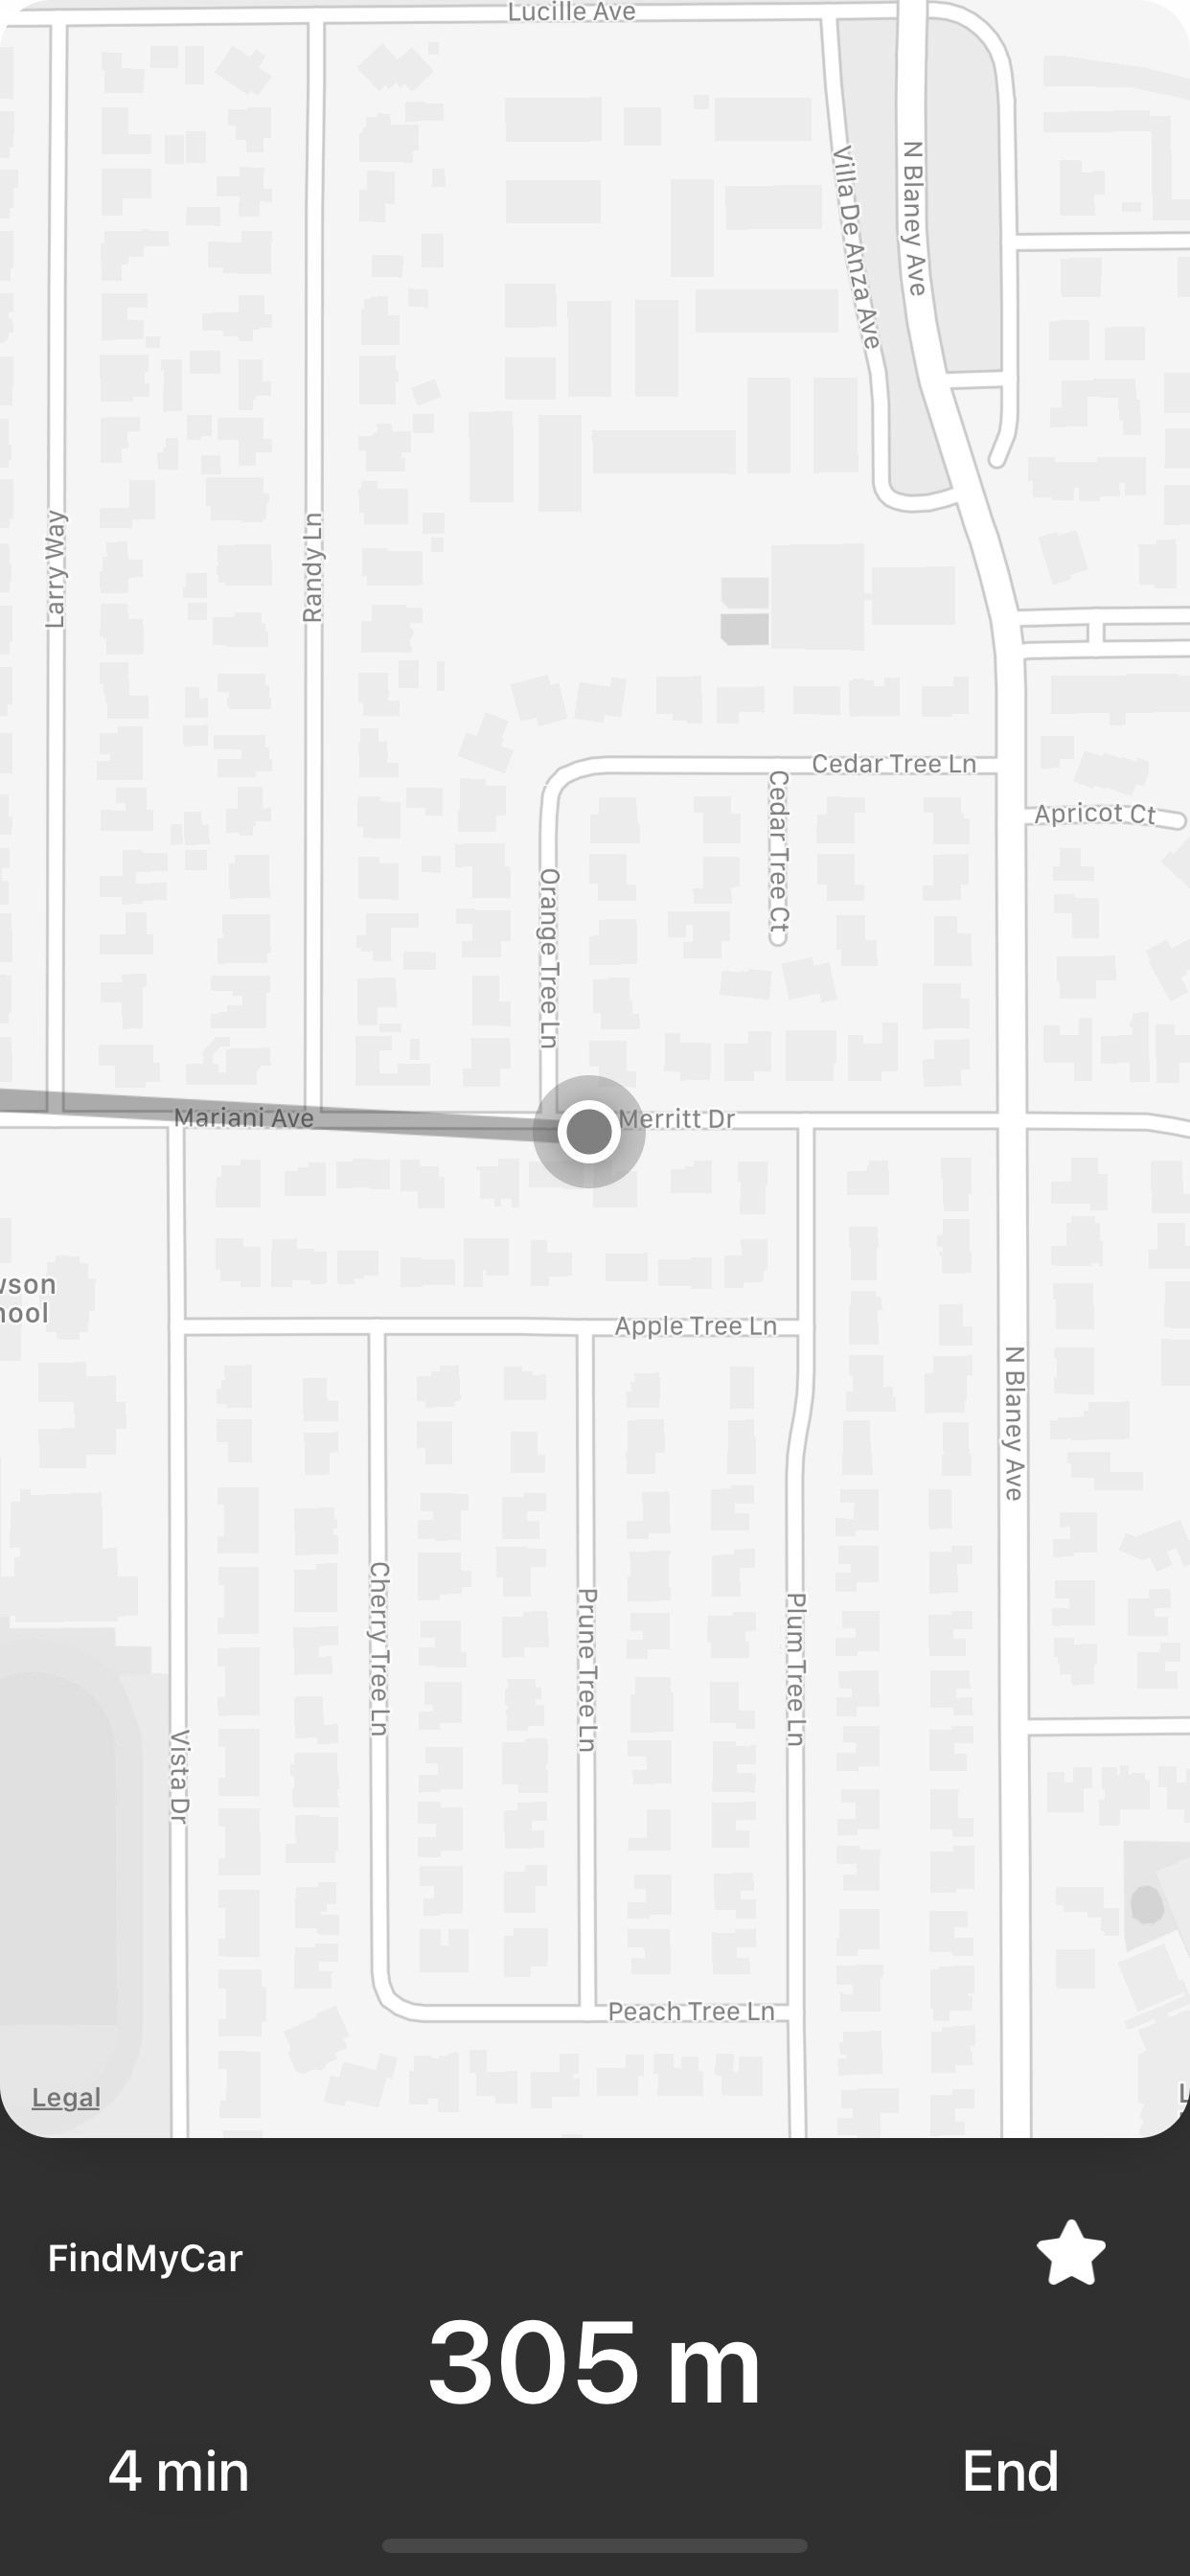 Lucille Ave
Villa De Anza Ave
N Blaney Ave
Larry Way
Randy Ln
Cedar Tree Ln
Cedar Tree Ct
Apricot Ct
Orange Tree Ln
Mariani Ave
Merritt Dr
wson
hool
Apple Tree Ln
N Blaney Ave
Cherry Tree Ln
Prune Tree Ln
Plum Tree Ln
Vista Dr
Peach Tree Ln
Legal
FindMyCar
305 m
4 min
End